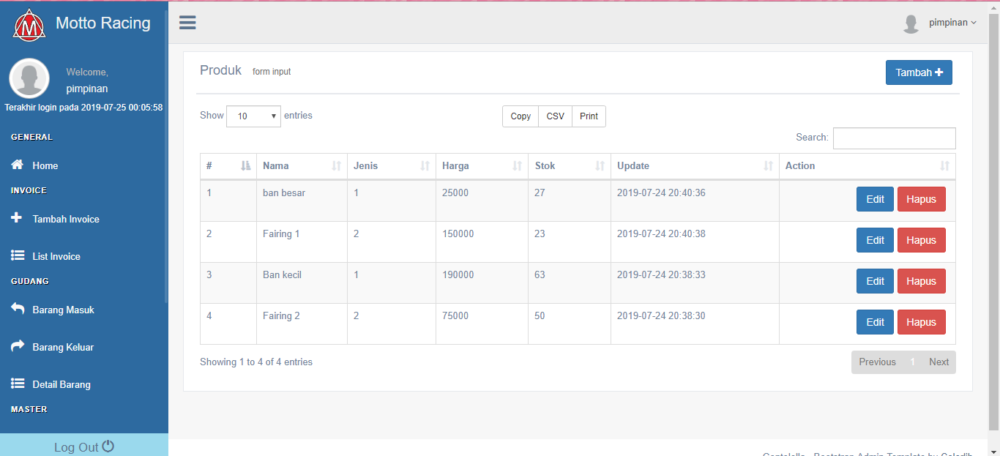 Motto Racing
pimpinan
Welcome,
pimpinan
Terakhir login pada 2019-07-25 00:05:58
GENERAL
Home
INVOICE
Tambah Invoice
List Invoice
GUDANG
Barang Masuk
Barang Keluar
Detail Barang
MASTER
Log Out
Produk form input
Tambah
Show 10 entries
Copy CSV Print
Search:
# Nama Jenis Harga Stok Update Action
1 ban besar 1 25000 27 2019-07-24 20:40:36 Edit Hapus
2 Fairing 1 2 150000 23 2019-07-24 20:40:38 Edit Hapus
3 Ban kecil 1 190000 63 2019-07-24 20:38:33 Edit Hapus
4 Fairing 2 2 75000 50 2019-07-24 20:38:30 Edit Hapus
Showing 1 to 4 of 4 entries
Previous 1 Next
Gentelella - Bootstrap Admin Template by Colorlib